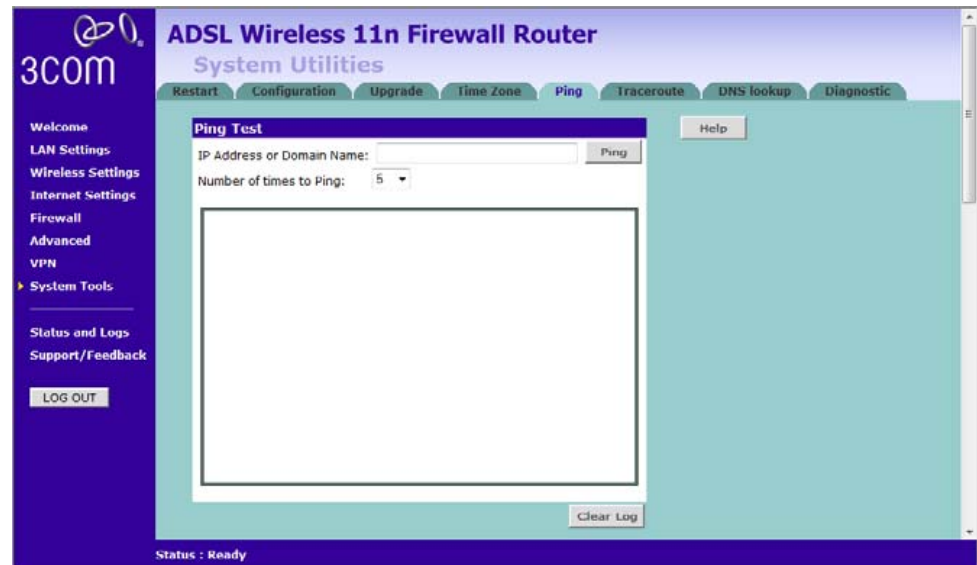 3COM
ADSL Wireless 11n Firewall Router
System Utilities
Restart Configuration Upgrade Time Zone Ping Traceroute DNS lookup Diagnostic
Welcome
LAN Settings
Wireless Settings
Internet Settings
Firewall
Advanced
VPN
System Tools
Status and Logs
Support/Feedback
LOG OUT
Ping Test
IP Address or Domain Name: Ping
Number of times to Ping: 5
Clear Log
Help
Status : Ready